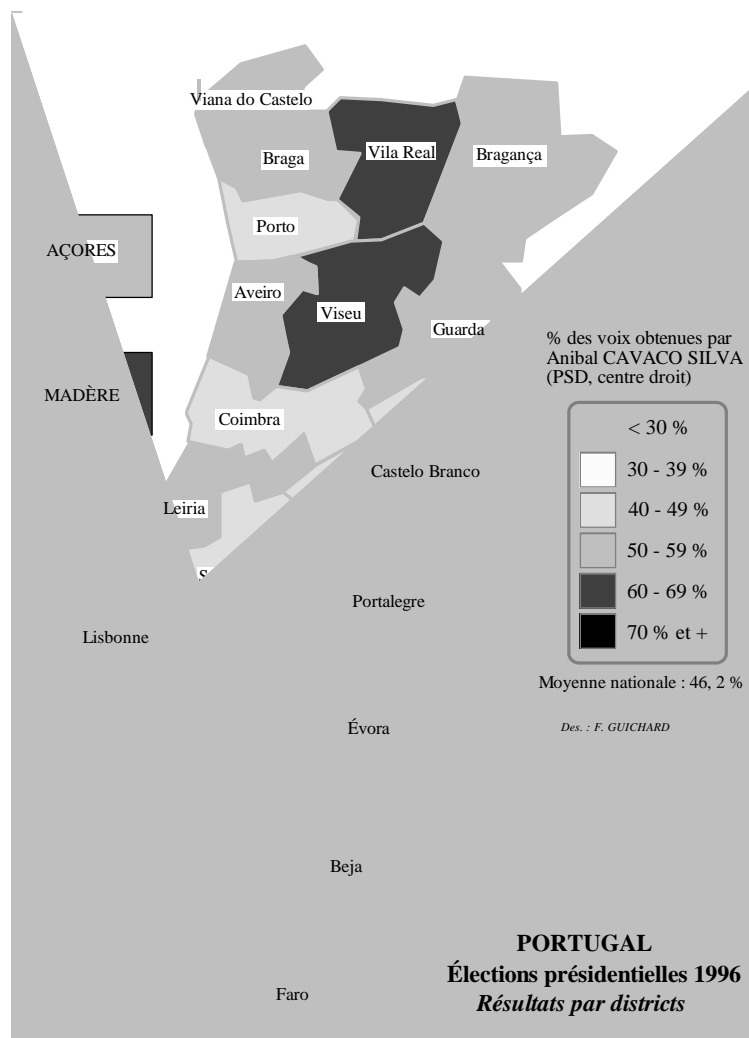 Viana do Castelo
Braga
Vila Real
Bragança
Porto
AÇORES
Aveiro
Viseu
Guarda
% des voix obtenues par
Anibal CAVACO SILVA
(PSD, centre droit)
MADÈRE
Coimbra
< 30 %
30 - 39 %
40 - 49 %
50 - 59 %
60 - 69 %
70 % et +
Castelo Branco
Leiria
Portalegre
Lisbonne
Moyenne nationale : 46, 2 %
Évora
Des. : F. GUICHARD
Beja
PORTUGAL
Élections présidentielles 1996
Résultats par districts
Faro